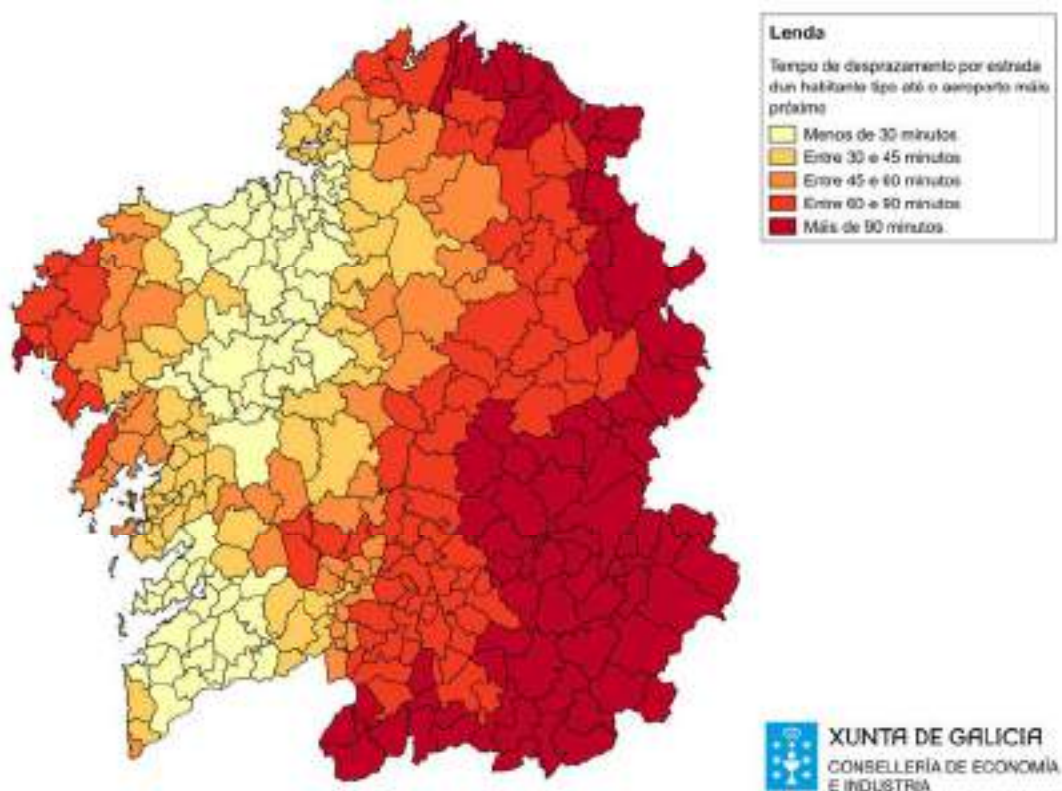 Lenda
Tempo de desprazamento por estrada
dun habitante tipo até o aeroporto máis
próximo
Menos de 30 minutos
Entre 30 e 45 minutos
Entre 45 e 60 minutos
Entre 60 e 90 minutos
Máis de 90 minutos
XUNTA DE GALICIA
CONSELLERÍA DE ECONOMÍA
E INDUSTRIA